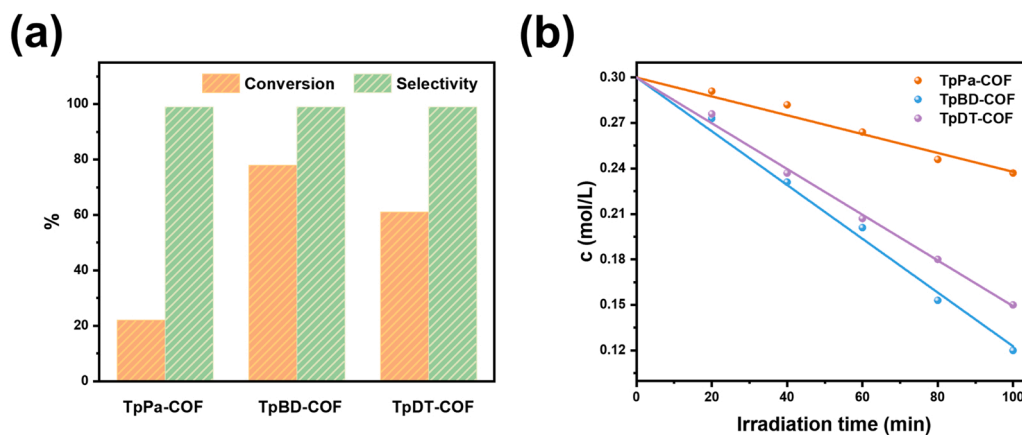 (a)
Conversion
Selectivity
100
80
60
40
20
0
%
TpPa-COF
TpBD-COF
TpDT-COF
(b)
TpPa-COF
TpBD-COF
TpDT-COF
0.30
0.27
0.24
0.21
0.18
0.15
0.12
c (mol/L)
0
20
40
60
80
100
Irradiation time (min)